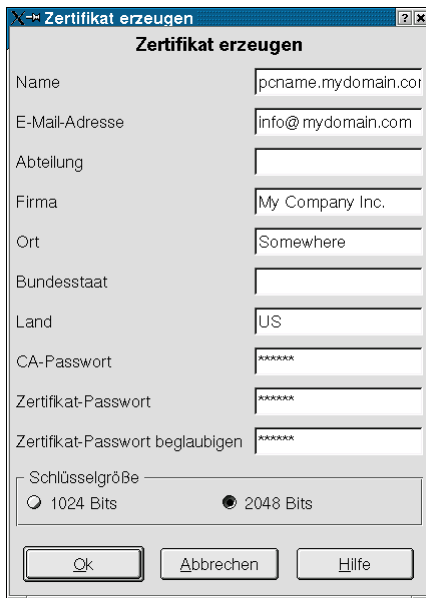 Zertifikat erzeugen
Zertifikat erzeugen
Name pcname.mydomain.cor
E-Mail-Adresse info@mydomain.com
Abteilung
Firma My Company Inc.
Ort Somewhere
Bundesstaat
Land US
CA-Passwort ******
Zertifikat-Passwort ******
Zertifikat-Passwort beglaubigen ******
Schlüsselgröße
1024 Bits 2048 Bits
Ok Abbrechen Hilfe